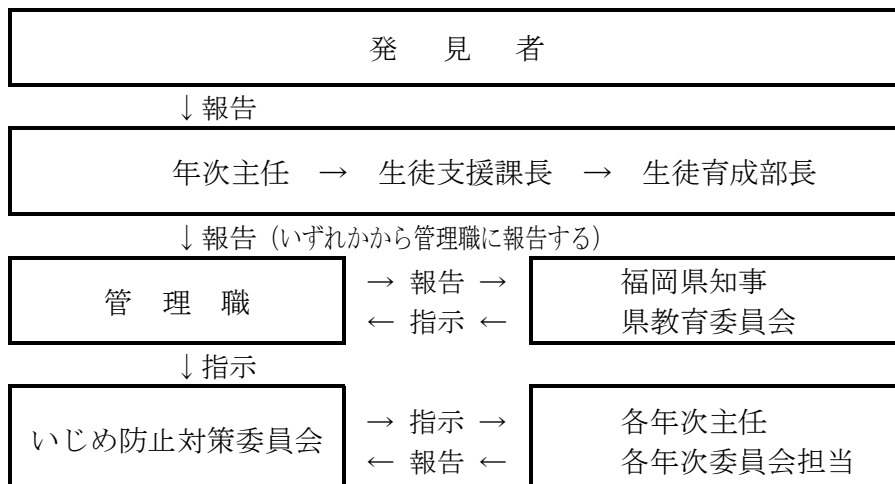 発 見 者
↓報告
年次主任 → 生徒支援課長 → 生徒育成部長
↓報告(いずれかから管理職に報告する)
管 理 職
→ 報告 →
← 指示 ←
福岡県知事
県教育委員会
↓指示
いじめ防止対策委員会
→ 指示 →
← 報告 ←
各年次主任
各年次委員会担当